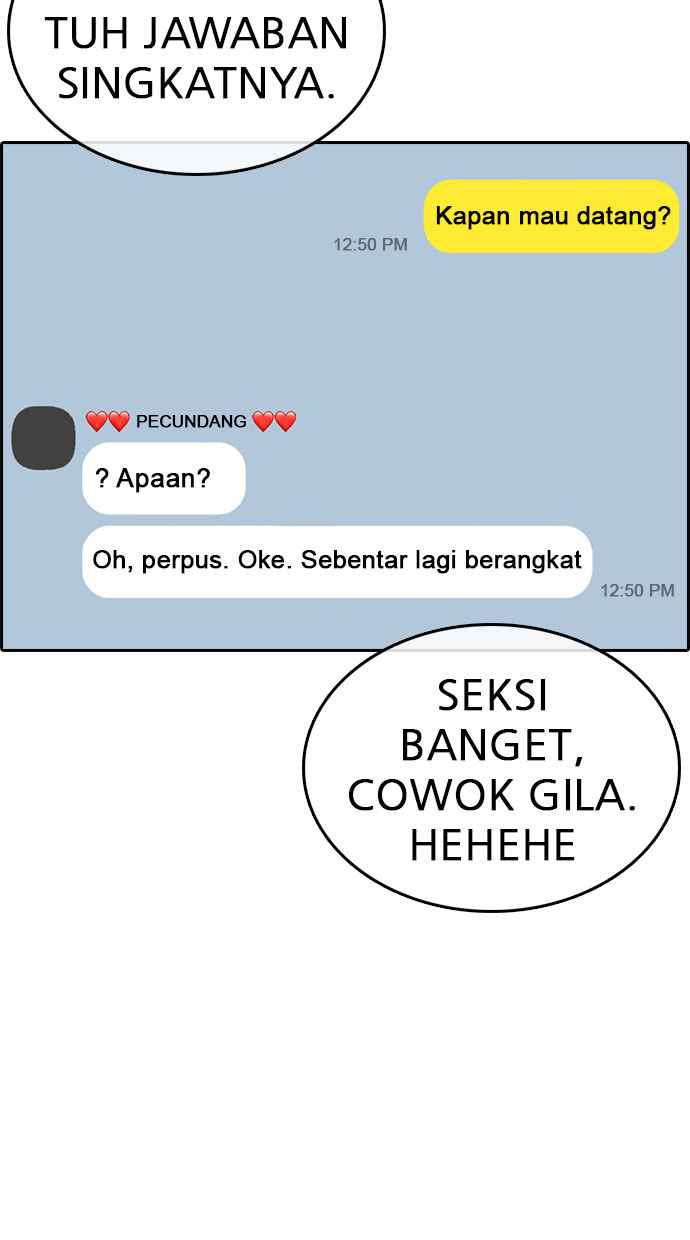 TUH JAWABAN
SINGKATNYA.
Kapan mau datang?
12:50 PM
❤️❤️ PECUNDANG ❤️❤️
? Apaan?
Oh, perpus. Oke. Sebentar lagi berangkat
12:50 PM
SEKSI
BANGET,
COWOK GILA.
HEHEHE